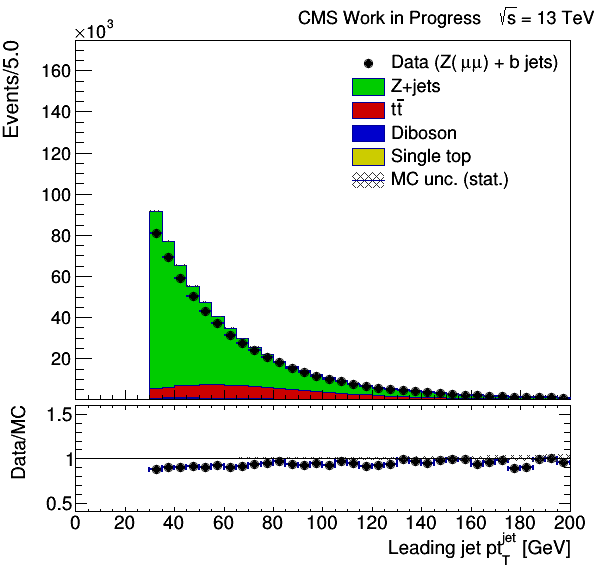 CMS Work in Progress √s = 13 TeV
×10³
Events/5.0
160
140
120
100
80
60
40
20
Data (Z(μμ) + b jets)
Z+jets
tt̄
Diboson
Single top
MC unc. (stat.)
Data/MC
1.5
1
0.5
0 20 40 60 80 100 120 140 160 180 200
Leading jet pt_T^jet [GeV]